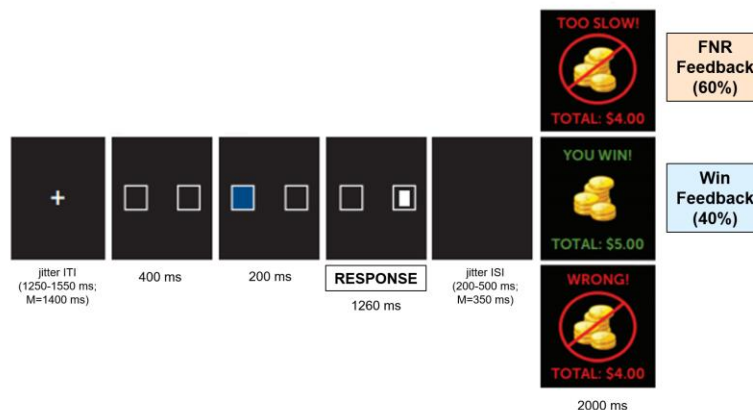 TOO SLOW!
TOTAL: $4.00
FNR
Feedback
(60%)
YOU WIN!
TOTAL: $5.00
Win
Feedback
(40%)
+
jitter ITI
(1250-1550 ms;
M=1400 ms)
400 ms
200 ms
RESPONSE
1260 ms
jitter ISI
(200-500 ms;
M=350 ms)
WRONG!
TOTAL: $4.00
2000 ms